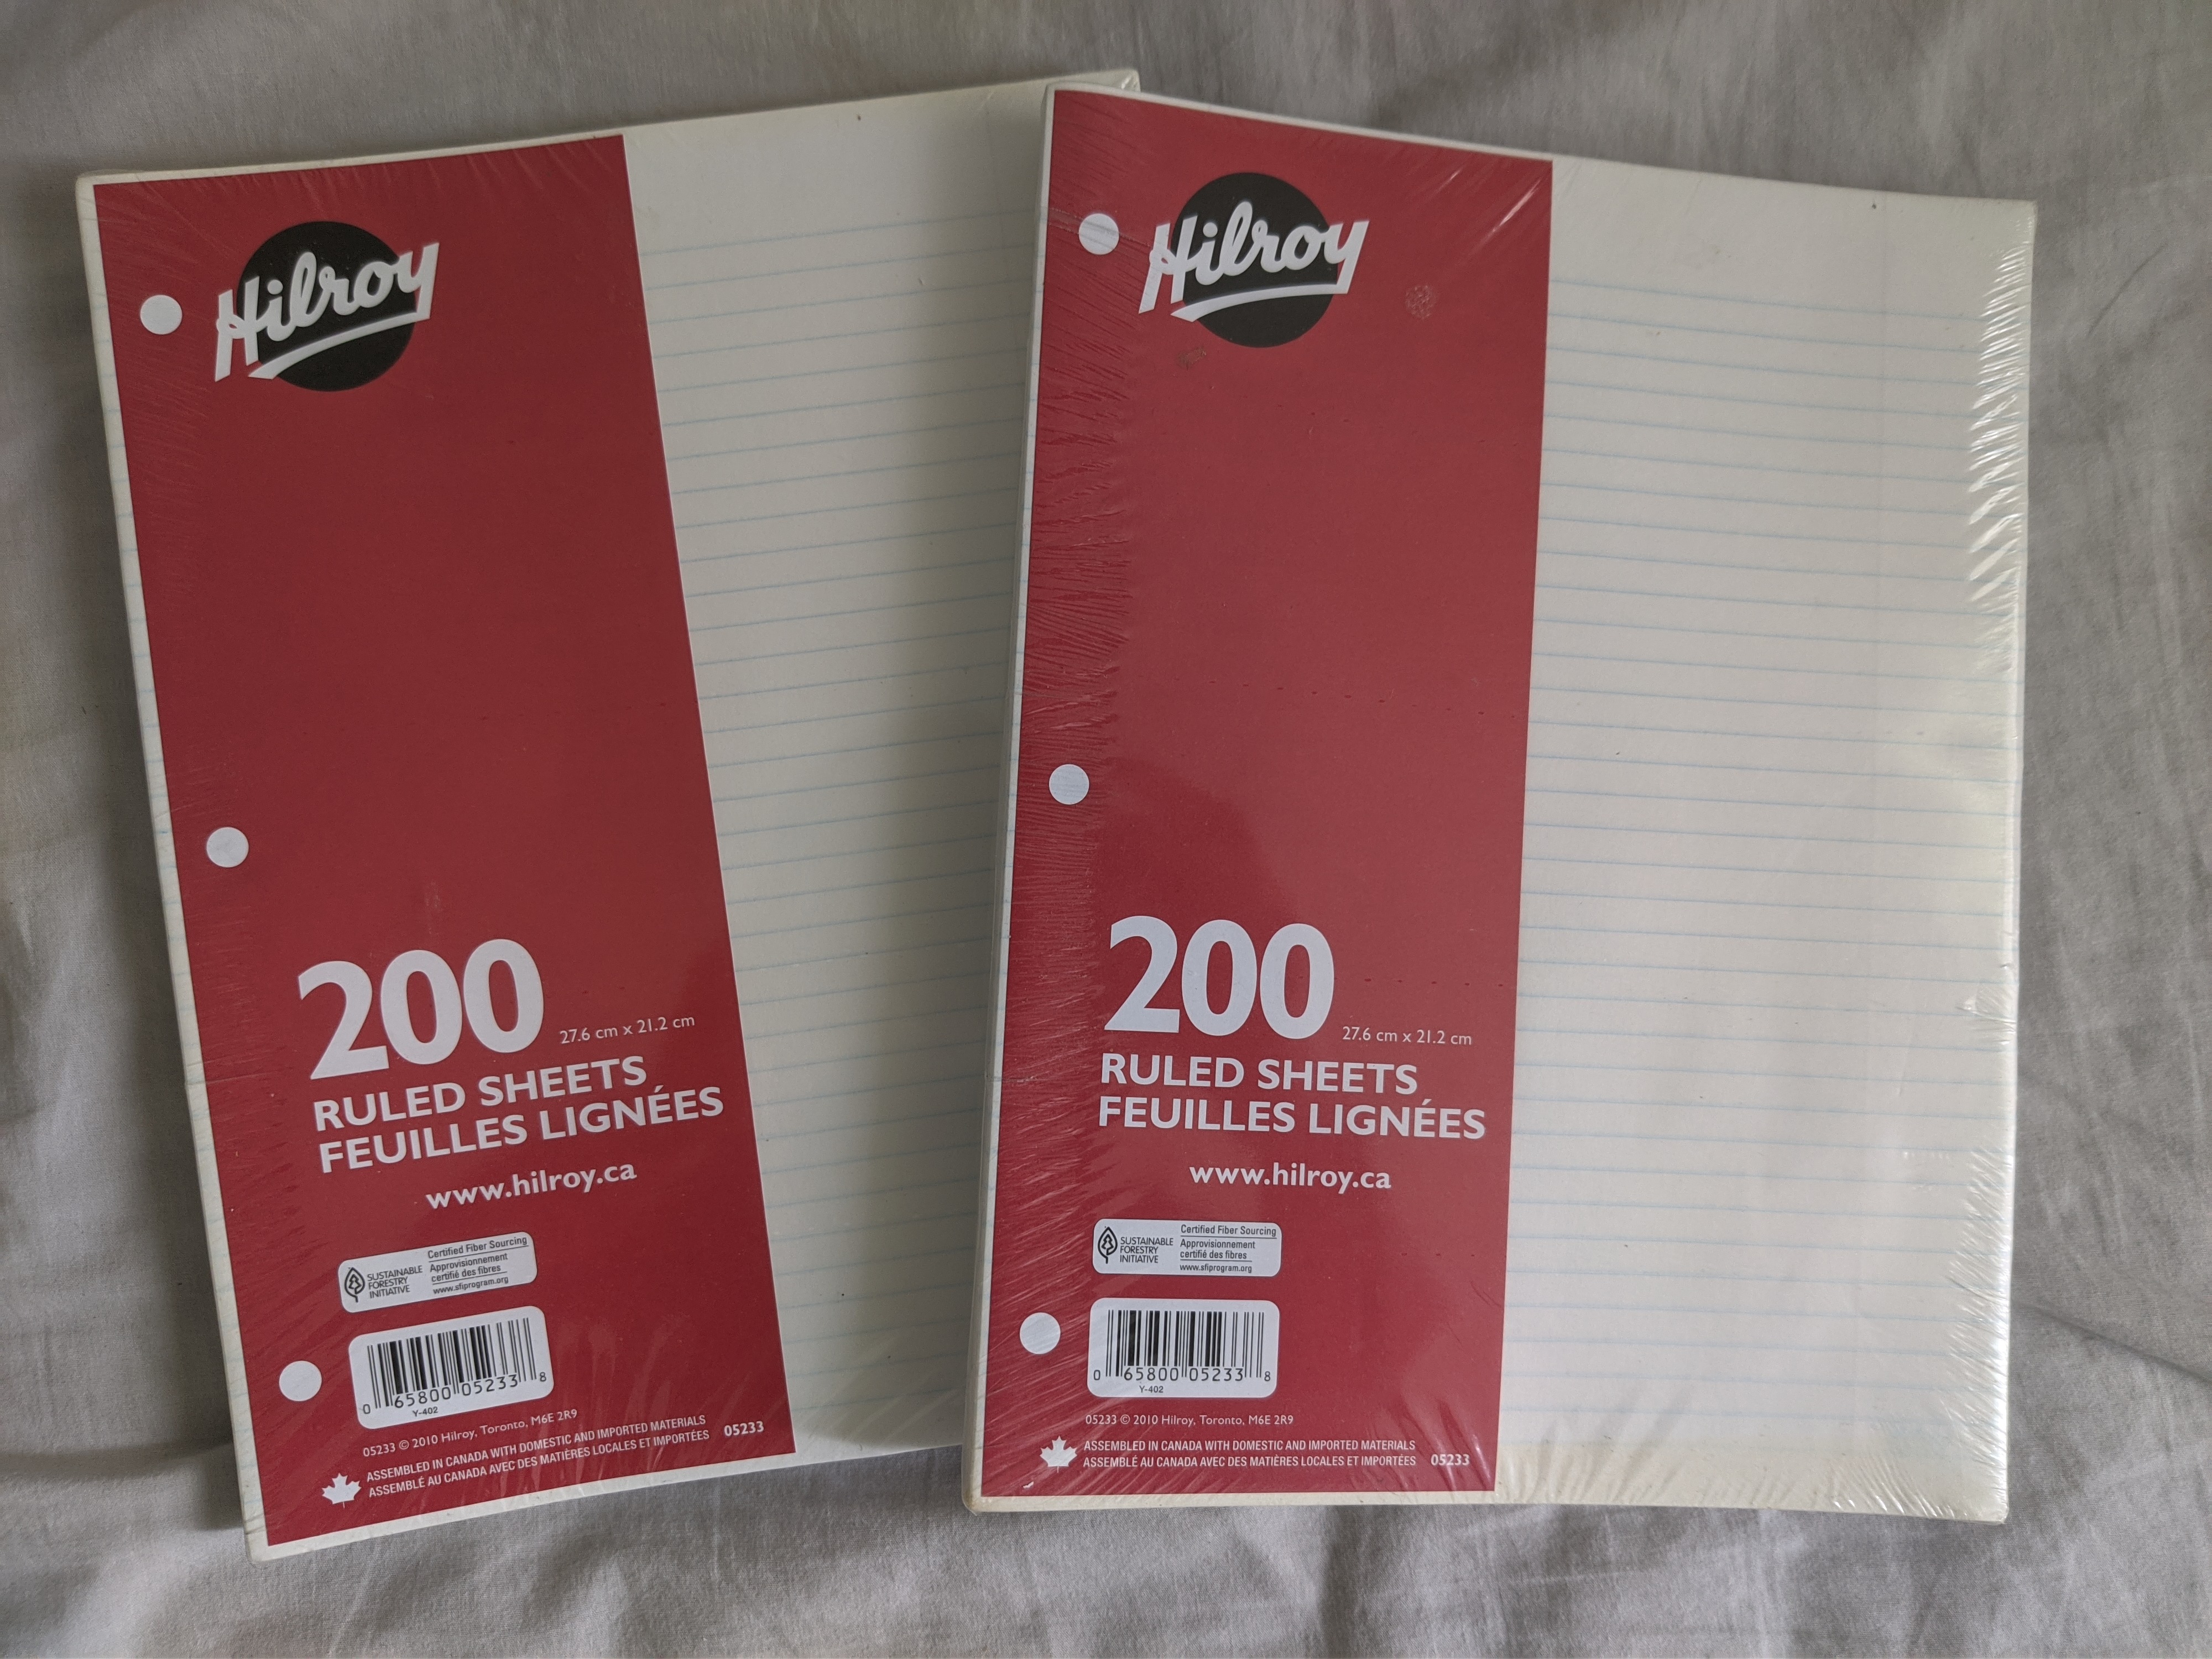 Hilroy
200
27.6 cm x 21.2 cm
RULED SHEETS
FEUILLES LIGNÉES
www.hilroy.ca
SUSTAINABLE
FORESTRY
INITIATIVE
Certified Fiber Sourcing
Approvisionnement
certifié des fibres
www.sfiprogram.org
0 65800 05233 8
Y-402
05233 © 2010 Hilroy, Toronto, M6E 2R9
ASSEMBLED IN CANADA WITH DOMESTIC AND IMPORTED MATERIALS
ASSEMBLÉ AU CANADA AVEC DES MATIÈRES LOCALES ET IMPORTÉES
05233
Hilroy
200
27.6 cm x 21.2 cm
RULED SHEETS
FEUILLES LIGNÉES
www.hilroy.ca
SUSTAINABLE
FORESTRY
INITIATIVE
Certified Fiber Sourcing
Approvisionnement
certifié des fibres
www.sfiprogram.org
0 65800 05233 8
Y-402
05233 © 2010 Hilroy, Toronto, M6E 2R9
ASSEMBLED IN CANADA WITH DOMESTIC AND IMPORTED MATERIALS
ASSEMBLÉ AU CANADA AVEC DES MATIÈRES LOCALES ET IMPORTÉES
05233